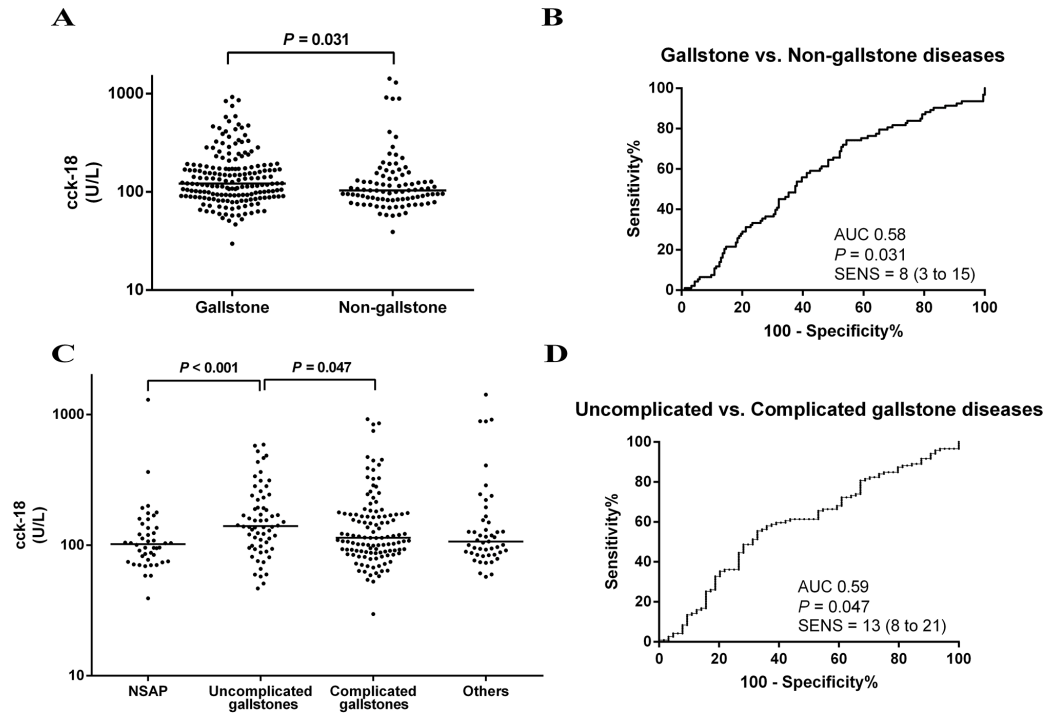 A
P = 0.031
1000
100
10
cck-18
(U/L)
Gallstone
Non-gallstone
B
Gallstone vs. Non-gallstone diseases
100
80
60
40
20
0
Sensitivity%
AUC 0.58
P = 0.031
SENS = 8 (3 to 15)
0 20 40 60 80 100
100 - Specificity%
C
P < 0.001
P = 0.047
1000
100
10
cck-18
(U/L)
NSAP
Uncomplicated
gallstones
Complicated
gallstones
Others
D
Uncomplicated vs. Complicated gallstone diseases
100
80
60
40
20
0
Sensitivity%
AUC 0.59
P = 0.047
SENS = 13 (8 to 21)
0 20 40 60 80 100
100 - Specificity%